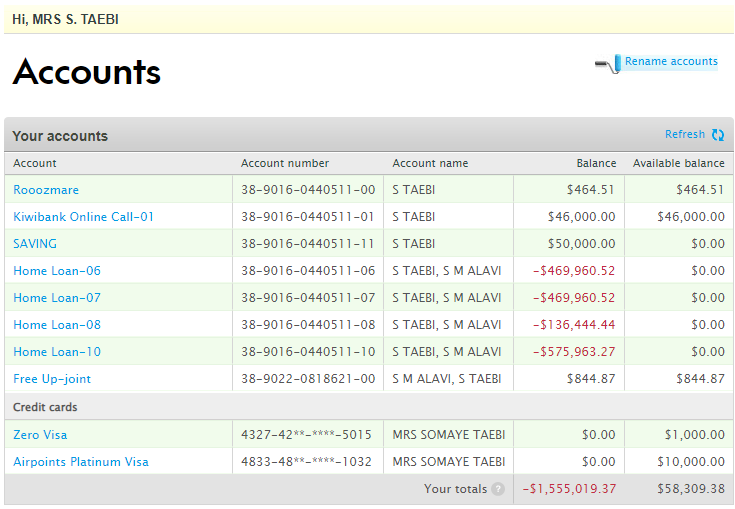 Hi, MRS S. TAEBI
Accounts
Rename accounts
Your accounts Refresh
Account Account number Account name Balance Available balance
Rooozmare 38-9016-0440511-00 S TAEBI $464.51 $464.51
Kiwibank Online Call-01 38-9016-0440511-01 S TAEBI $46,000.00 $46,000.00
SAVING 38-9016-0440511-11 S TAEBI $50,000.00 $0.00
Home Loan-06 38-9016-0440511-06 S TAEBI, S M ALAVI -$469,960.52 $0.00
Home Loan-07 38-9016-0440511-07 S TAEBI, S M ALAVI -$469,960.52 $0.00
Home Loan-08 38-9016-0440511-08 S TAEBI, S M ALAVI -$136,444.44 $0.00
Home Loan-10 38-9016-0440511-10 S TAEBI, S M ALAVI -$575,963.27 $0.00
Free Up-joint 38-9022-0818621-00 S M ALAVI, S TAEBI $844.87 $844.87
Credit cards
Zero Visa 4327-42**-****-5015 MRS SOMAYE TAEBI $0.00 $1,000.00
Airpoints Platinum Visa 4833-48**-****-1032 MRS SOMAYE TAEBI $0.00 $10,000.00
Your totals ? -$1,555,019.37 $58,309.38